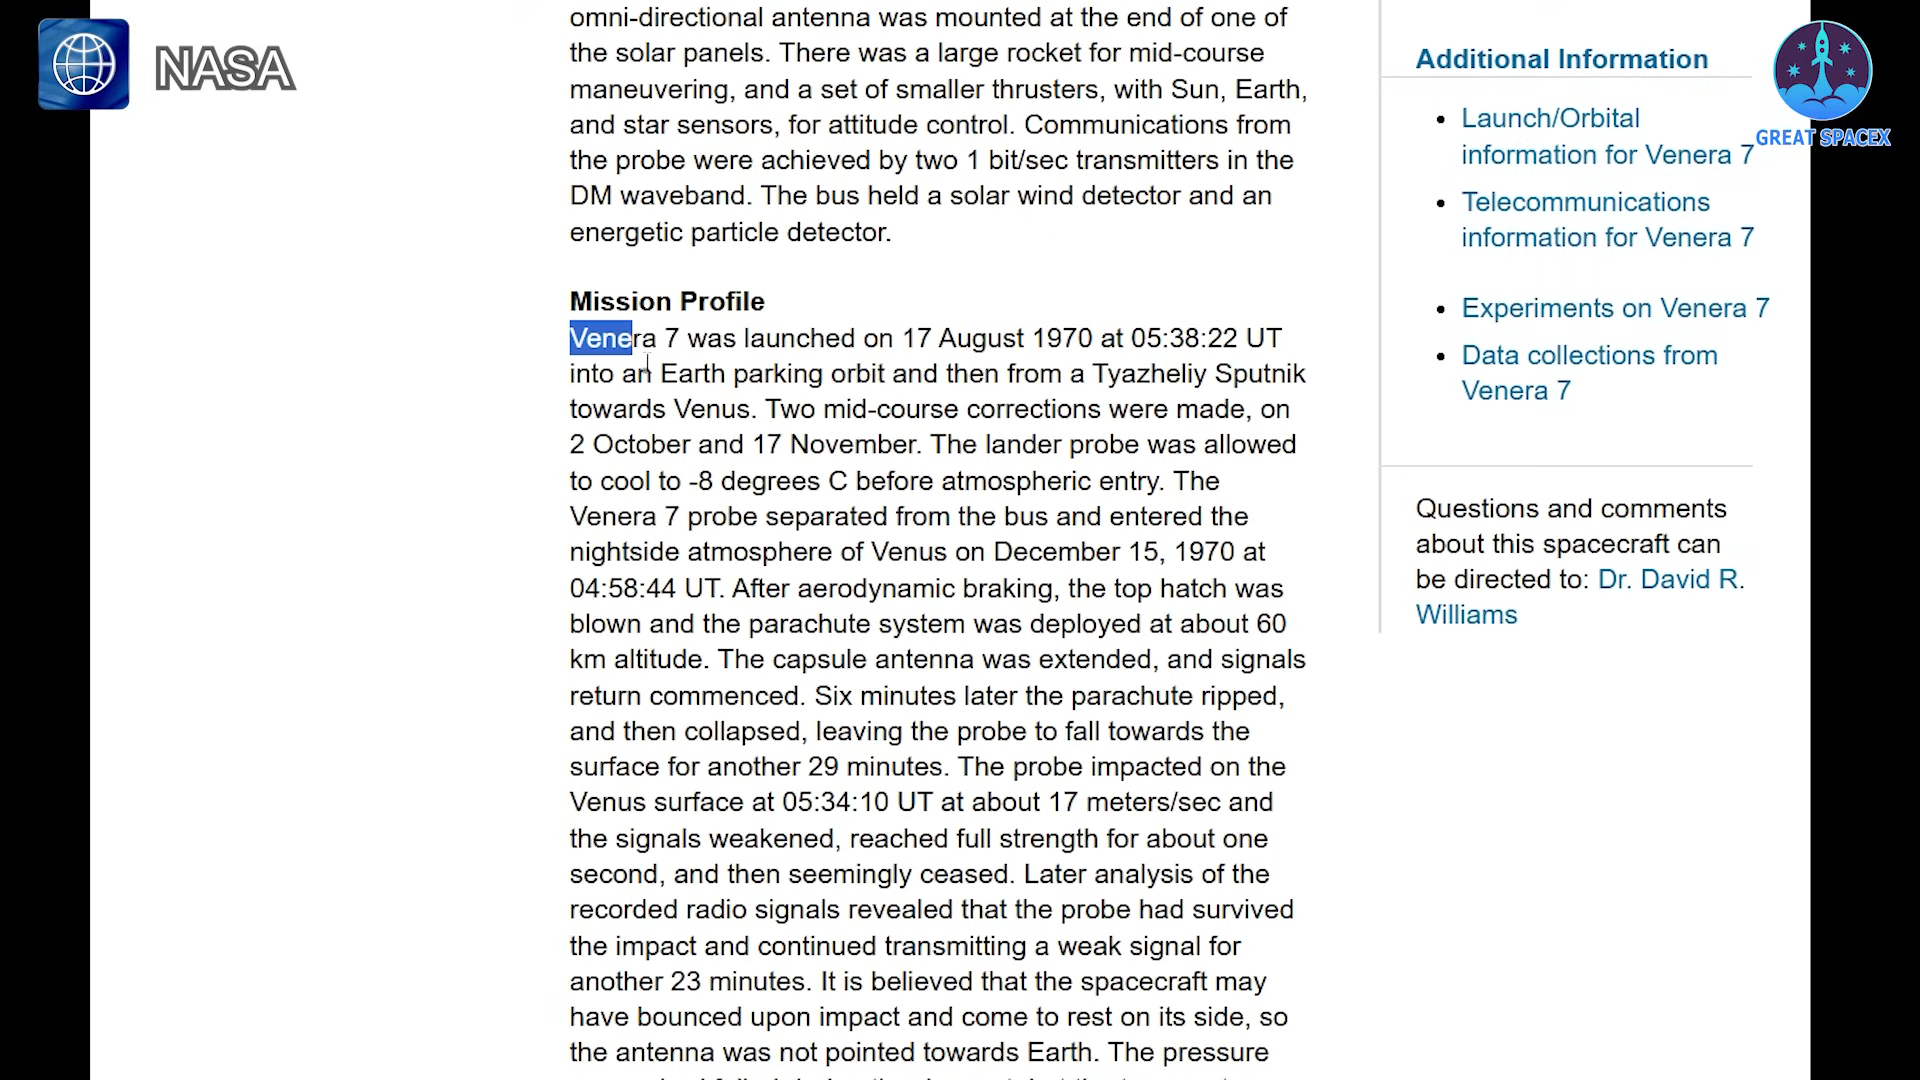 NASA
GREAT SPACEX
omni-directional antenna was mounted at the end of one of
the solar panels. There was a large rocket for mid-course
maneuvering, and a set of smaller thrusters, with Sun, Earth,
and star sensors, for attitude control. Communications from
the probe were achieved by two 1 bit/sec transmitters in the
DM waveband. The bus held a solar wind detector and an
energetic particle detector.
Mission Profile
Venera 7 was launched on 17 August 1970 at 05:38:22 UT
into an Earth parking orbit and then from a Tyazheliy Sputnik
towards Venus. Two mid-course corrections were made, on
2 October and 17 November. The lander probe was allowed
to cool to -8 degrees C before atmospheric entry. The
Venera 7 probe separated from the bus and entered the
nightside atmosphere of Venus on December 15, 1970 at
04:58:44 UT. After aerodynamic braking, the top hatch was
blown and the parachute system was deployed at about 60
km altitude. The capsule antenna was extended, and signals
return commenced. Six minutes later the parachute ripped,
and then collapsed, leaving the probe to fall towards the
surface for another 29 minutes. The probe impacted on the
Venus surface at 05:34:10 UT at about 17 meters/sec and
the signals weakened, reached full strength for about one
second, and then seemingly ceased. Later analysis of the
recorded radio signals revealed that the probe had survived
the impact and continued transmitting a weak signal for
another 23 minutes. It is believed that the spacecraft may
have bounced upon impact and come to rest on its side, so
the antenna was not pointed towards Earth. The pressure
Additional Information
Launch/Orbital
information for Venera 7
Telecommunications
information for Venera 7
Experiments on Venera 7
Data collections from
Venera 7
Questions and comments
about this spacecraft can
be directed to: Dr. David R.
Williams